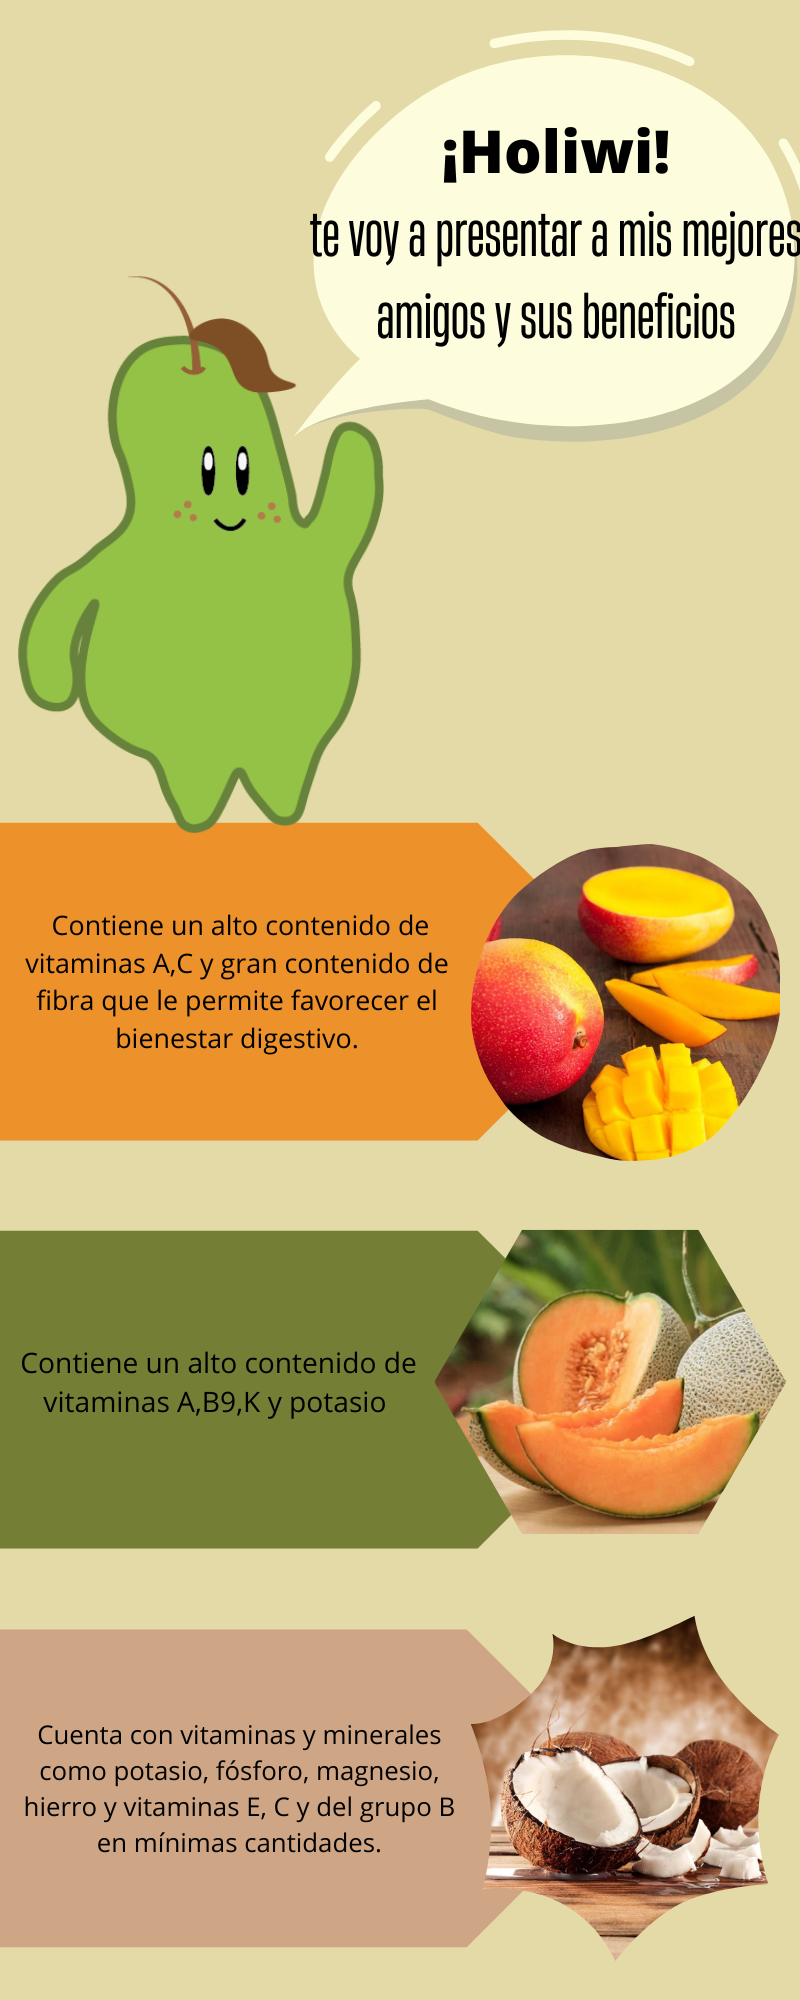 ¡Holiwi!
te voy a presentar a mis mejores
amigos y sus beneficios
Contiene un alto contenido de
vitaminas A,C y gran contenido de
fibra que le permite favorecer el
bienestar digestivo.
Contiene un alto contenido de
vitaminas A,B9,K y potasio
Cuenta con vitaminas y minerales
como potasio, fósforo, magnesio,
hierro y vitaminas E, C y del grupo B
en mínimas cantidades.